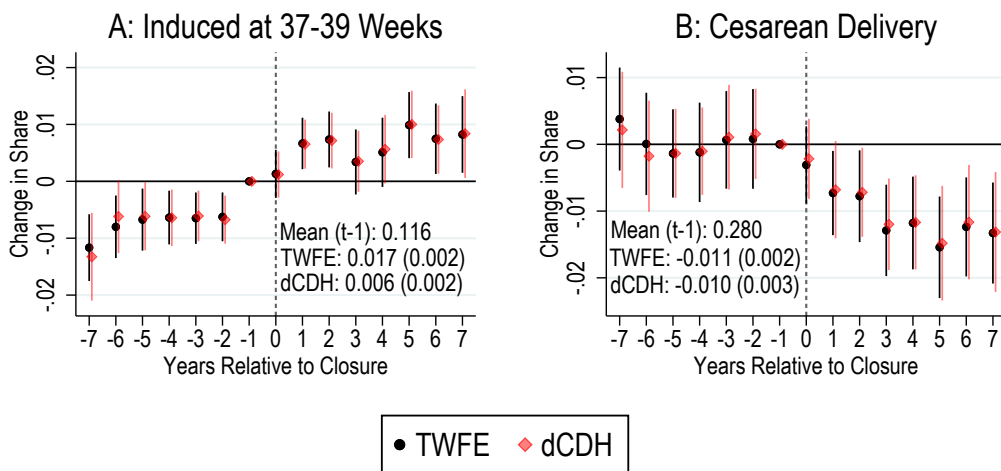 A: Induced at 37-39 Weeks
Change in Share
.02
.01
0
-.01
-.02
Mean (t-1): 0.116
TWFE: 0.017 (0.002)
dCDH: 0.006 (0.002)
-7 -6 -5 -4 -3 -2 -1 0 1 2 3 4 5 6 7
Years Relative to Closure
B: Cesarean Delivery
Change in Share
.01
0
-.01
-.02
Mean (t-1): 0.280
TWFE: -0.011 (0.002)
dCDH: -0.010 (0.003)
-7 -6 -5 -4 -3 -2 -1 0 1 2 3 4 5 6 7
Years Relative to Closure
TWFE dCDH